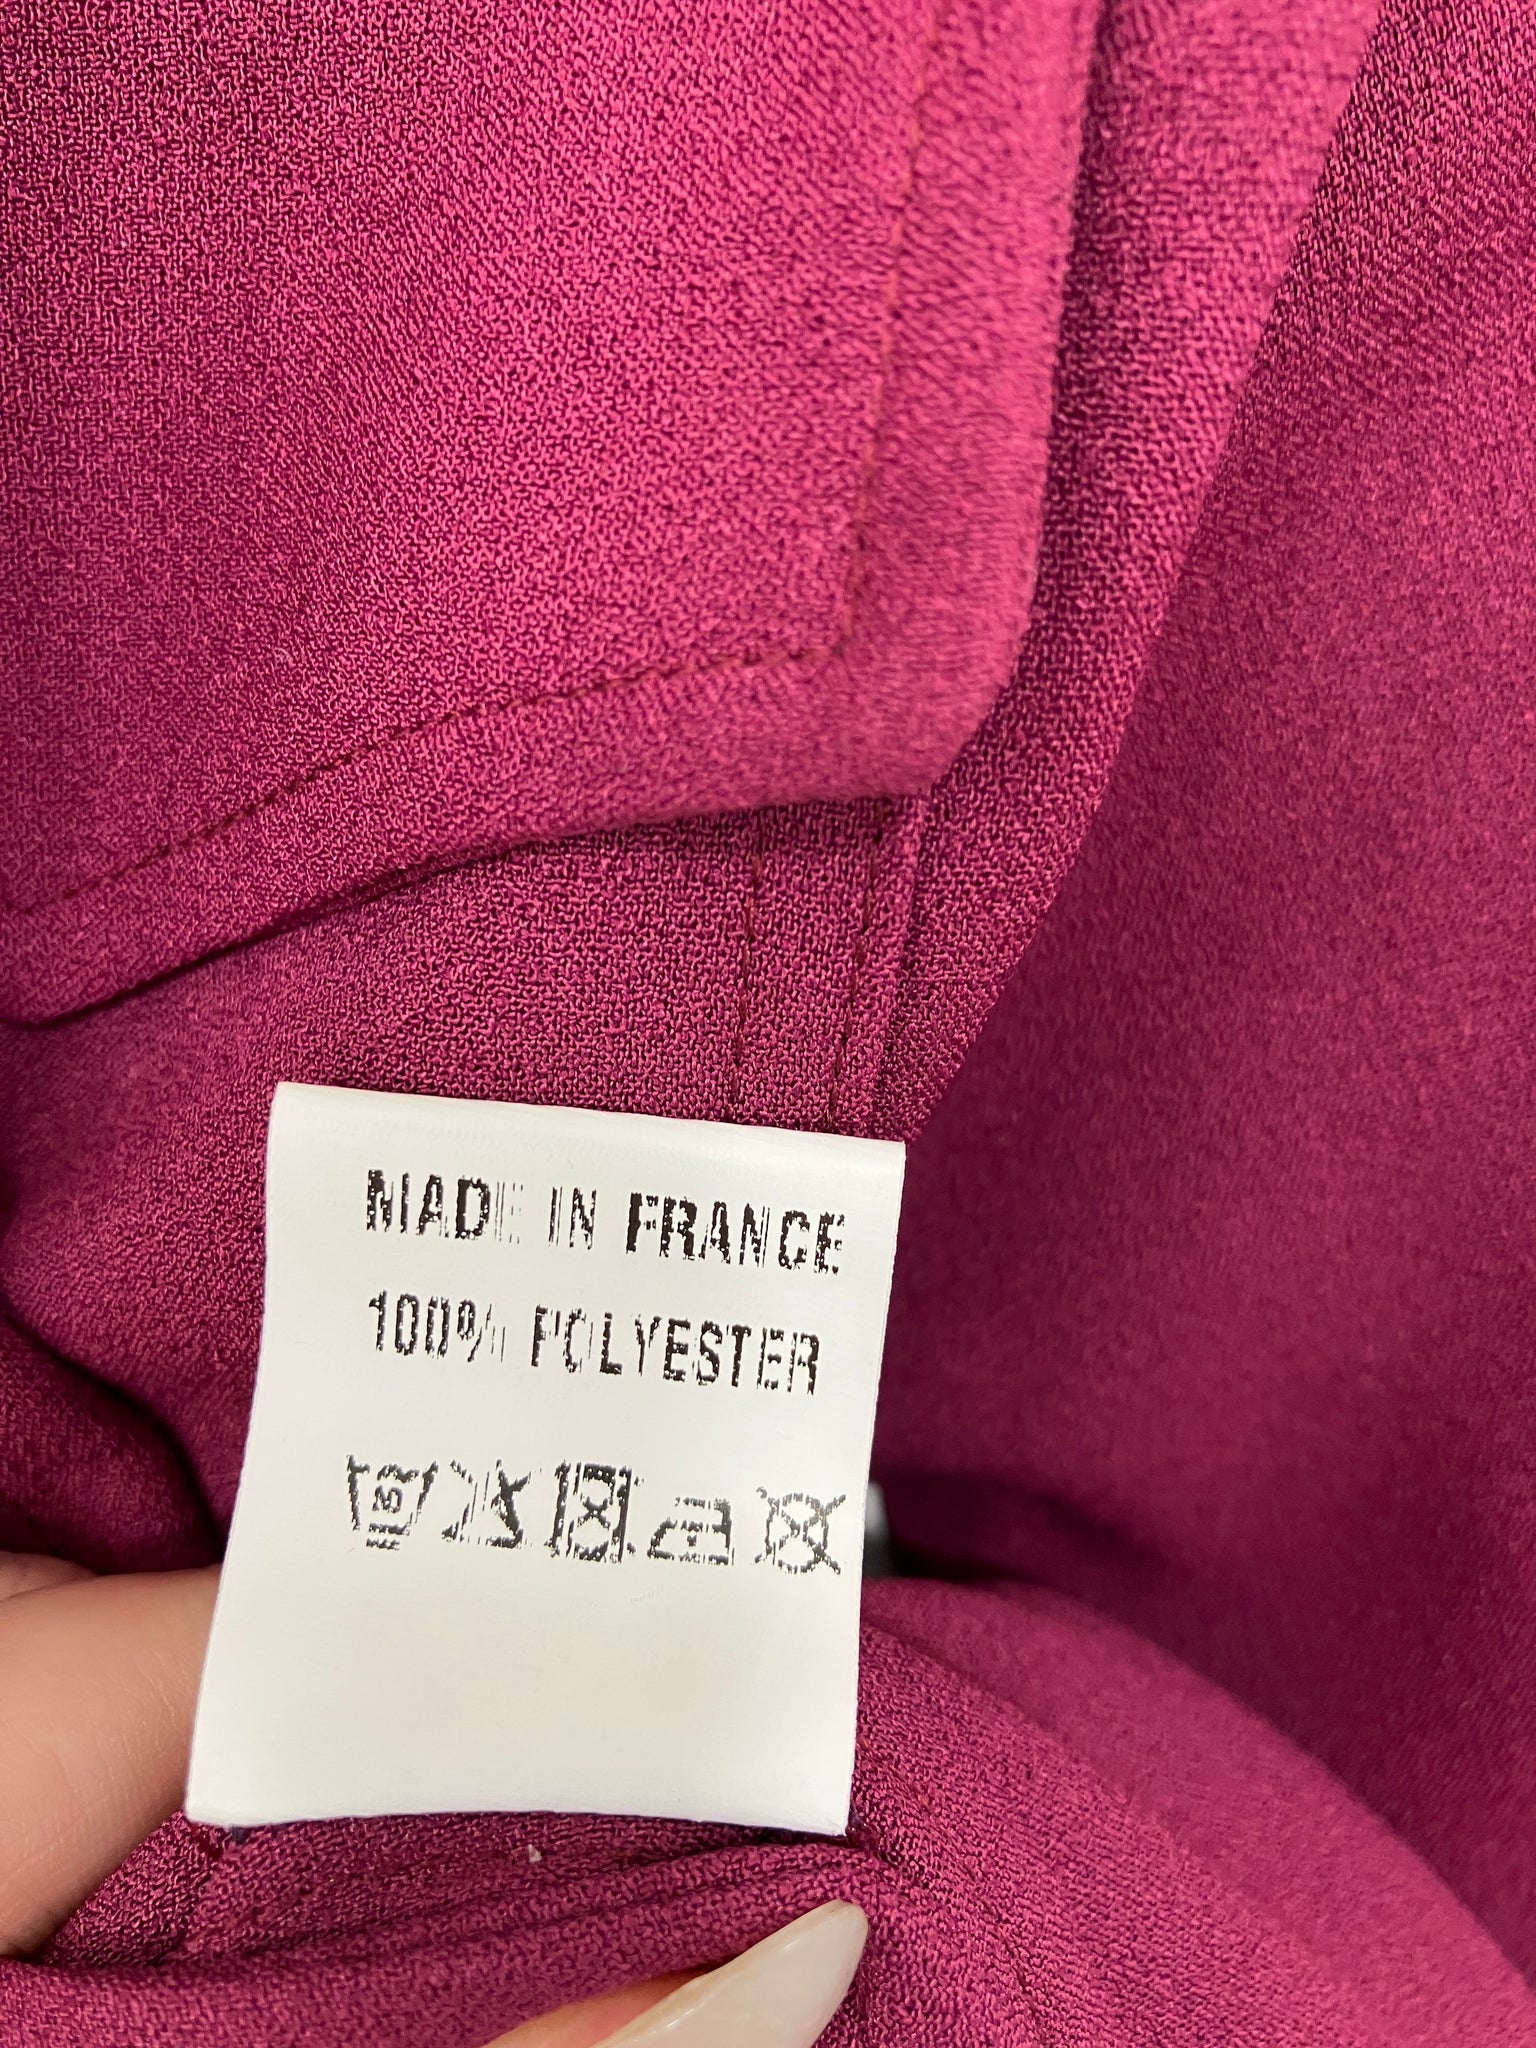 MADE IN FRANCE
100% POLYESTER